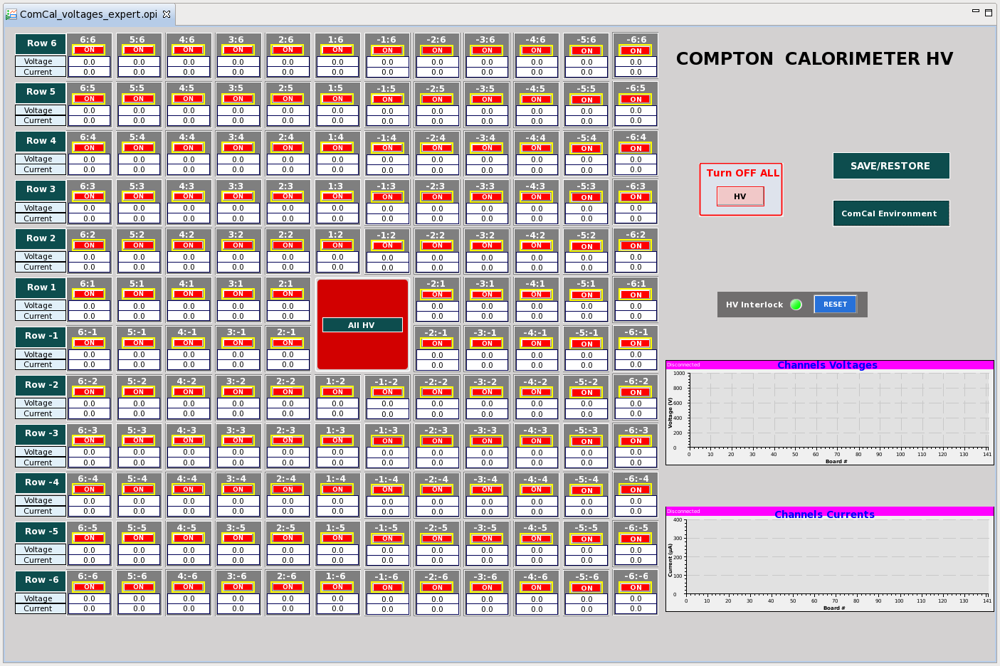 ComCal_voltages_expert.opi
COMPTON CALORIMETER HV
Row 6 6:6 5:6 4:6 3:6 2:6 1:6 -1:6 -2:6 -3:6 -4:6 -5:6 -6:6
ON ON ON ON ON ON ON ON ON ON ON ON
Voltage 0.0 0.0 0.0 0.0 0.0 0.0 0.0 0.0 0.0 0.0 0.0 0.0
Current 0.0 0.0 0.0 0.0 0.0 0.0 0.0 0.0 0.0 0.0 0.0 0.0
Row 5 6:5 5:5 4:5 3:5 2:5 1:5 -1:5 -2:5 -3:5 -4:5 -5:5 -6:5
ON ON ON ON ON ON ON ON ON ON ON ON
Voltage 0.0 0.0 0.0 0.0 0.0 0.0 0.0 0.0 0.0 0.0 0.0 0.0
Current 0.0 0.0 0.0 0.0 0.0 0.0 0.0 0.0 0.0 0.0 0.0 0.0
Row 4 6:4 5:4 4:4 3:4 2:4 1:4 -1:4 -2:4 -3:4 -4:4 -5:4 -6:4
ON ON ON ON ON ON ON ON ON ON ON ON
Voltage 0.0 0.0 0.0 0.0 0.0 0.0 0.0 0.0 0.0 0.0 0.0 0.0
Current 0.0 0.0 0.0 0.0 0.0 0.0 0.0 0.0 0.0 0.0 0.0 0.0
Row 3 6:3 5:3 4:3 3:3 2:3 1:3 -1:3 -2:3 -3:3 -4:3 -5:3 -6:3
ON ON ON ON ON ON ON ON ON ON ON ON
Voltage 0.0 0.0 0.0 0.0 0.0 0.0 0.0 0.0 0.0 0.0 0.0 0.0
Current 0.0 0.0 0.0 0.0 0.0 0.0 0.0 0.0 0.0 0.0 0.0 0.0
Row 2 6:2 5:2 4:2 3:2 2:2 1:2 -1:2 -2:2 -3:2 -4:2 -5:2 -6:2
ON ON ON ON ON ON ON ON ON ON ON ON
Voltage 0.0 0.0 0.0 0.0 0.0 0.0 0.0 0.0 0.0 0.0 0.0 0.0
Current 0.0 0.0 0.0 0.0 0.0 0.0 0.0 0.0 0.0 0.0 0.0 0.0
Row 1 6:1 5:1 4:1 3:1 2:1 -2:1 -3:1 -4:1 -5:1 -6:1
ON ON ON ON ON ON ON ON ON ON
Voltage 0.0 0.0 0.0 0.0 0.0 0.0 0.0 0.0 0.0 0.0
Current 0.0 0.0 0.0 0.0 0.0 0.0 0.0 0.0 0.0 0.0
All HV
Row -1 6:-1 5:-1 4:-1 3:-1 2:-1 -2:-1 -3:-1 -4:-1 -5:-1 -6:-1
ON ON ON ON ON ON ON ON ON ON
Voltage 0.0 0.0 0.0 0.0 0.0 0.0 0.0 0.0 0.0 0.0
Current 0.0 0.0 0.0 0.0 0.0 0.0 0.0 0.0 0.0 0.0
Row -2 6:-2 5:-2 4:-2 3:-2 2:-2 1:-2 -1:-2 -2:-2 -3:-2 -4:-2 -5:-2 -6:-2
ON ON ON ON ON ON ON ON ON ON ON ON
Voltage 0.0 0.0 0.0 0.0 0.0 0.0 0.0 0.0 0.0 0.0 0.0 0.0
Current 0.0 0.0 0.0 0.0 0.0 0.0 0.0 0.0 0.0 0.0 0.0 0.0
Row -3 6:-3 5:-3 4:-3 3:-3 2:-3 1:-3 -1:-3 -2:-3 -3:-3 -4:-3 -5:-3 -6:-3
ON ON ON ON ON ON ON ON ON ON ON ON
Voltage 0.0 0.0 0.0 0.0 0.0 0.0 0.0 0.0 0.0 0.0 0.0 0.0
Current 0.0 0.0 0.0 0.0 0.0 0.0 0.0 0.0 0.0 0.0 0.0 0.0
Row -4 6:-4 5:-4 4:-4 3:-4 2:-4 1:-4 -1:-4 -2:-4 -3:-4 -4:-4 -5:-4 -6:-4
ON ON ON ON ON ON ON ON ON ON ON ON
Voltage 0.0 0.0 0.0 0.0 0.0 0.0 0.0 0.0 0.0 0.0 0.0 0.0
Current 0.0 0.0 0.0 0.0 0.0 0.0 0.0 0.0 0.0 0.0 0.0 0.0
Row -5 6:-5 5:-5 4:-5 3:-5 2:-5 1:-5 -1:-5 -2:-5 -3:-5 -4:-5 -5:-5 -6:-5
ON ON ON ON ON ON ON ON ON ON ON ON
Voltage 0.0 0.0 0.0 0.0 0.0 0.0 0.0 0.0 0.0 0.0 0.0 0.0
Current 0.0 0.0 0.0 0.0 0.0 0.0 0.0 0.0 0.0 0.0 0.0 0.0
Row -6 6:-6 5:-6 4:-6 3:-6 2:-6 1:-6 -1:-6 -2:-6 -3:-6 -4:-6 -5:-6 -6:-6
ON ON ON ON ON ON ON ON ON ON ON ON
Voltage 0.0 0.0 0.0 0.0 0.0 0.0 0.0 0.0 0.0 0.0 0.0 0.0
Current 0.0 0.0 0.0 0.0 0.0 0.0 0.0 0.0 0.0 0.0 0.0 0.0
Turn OFF ALL
HV
SAVE/RESTORE
ComCal Environment
HV Interlock RESET
Disconnected Channels Voltages
1000
800
600
400
200
0
Voltage (V)
0 10 20 30 40 50 60 70 80 90 100 110 120 130 141
Board #
Disconnected Channels Currents
400
300
200
100
0
Current (µA)
0 10 20 30 40 50 60 70 80 90 100 110 120 130 141
Board #